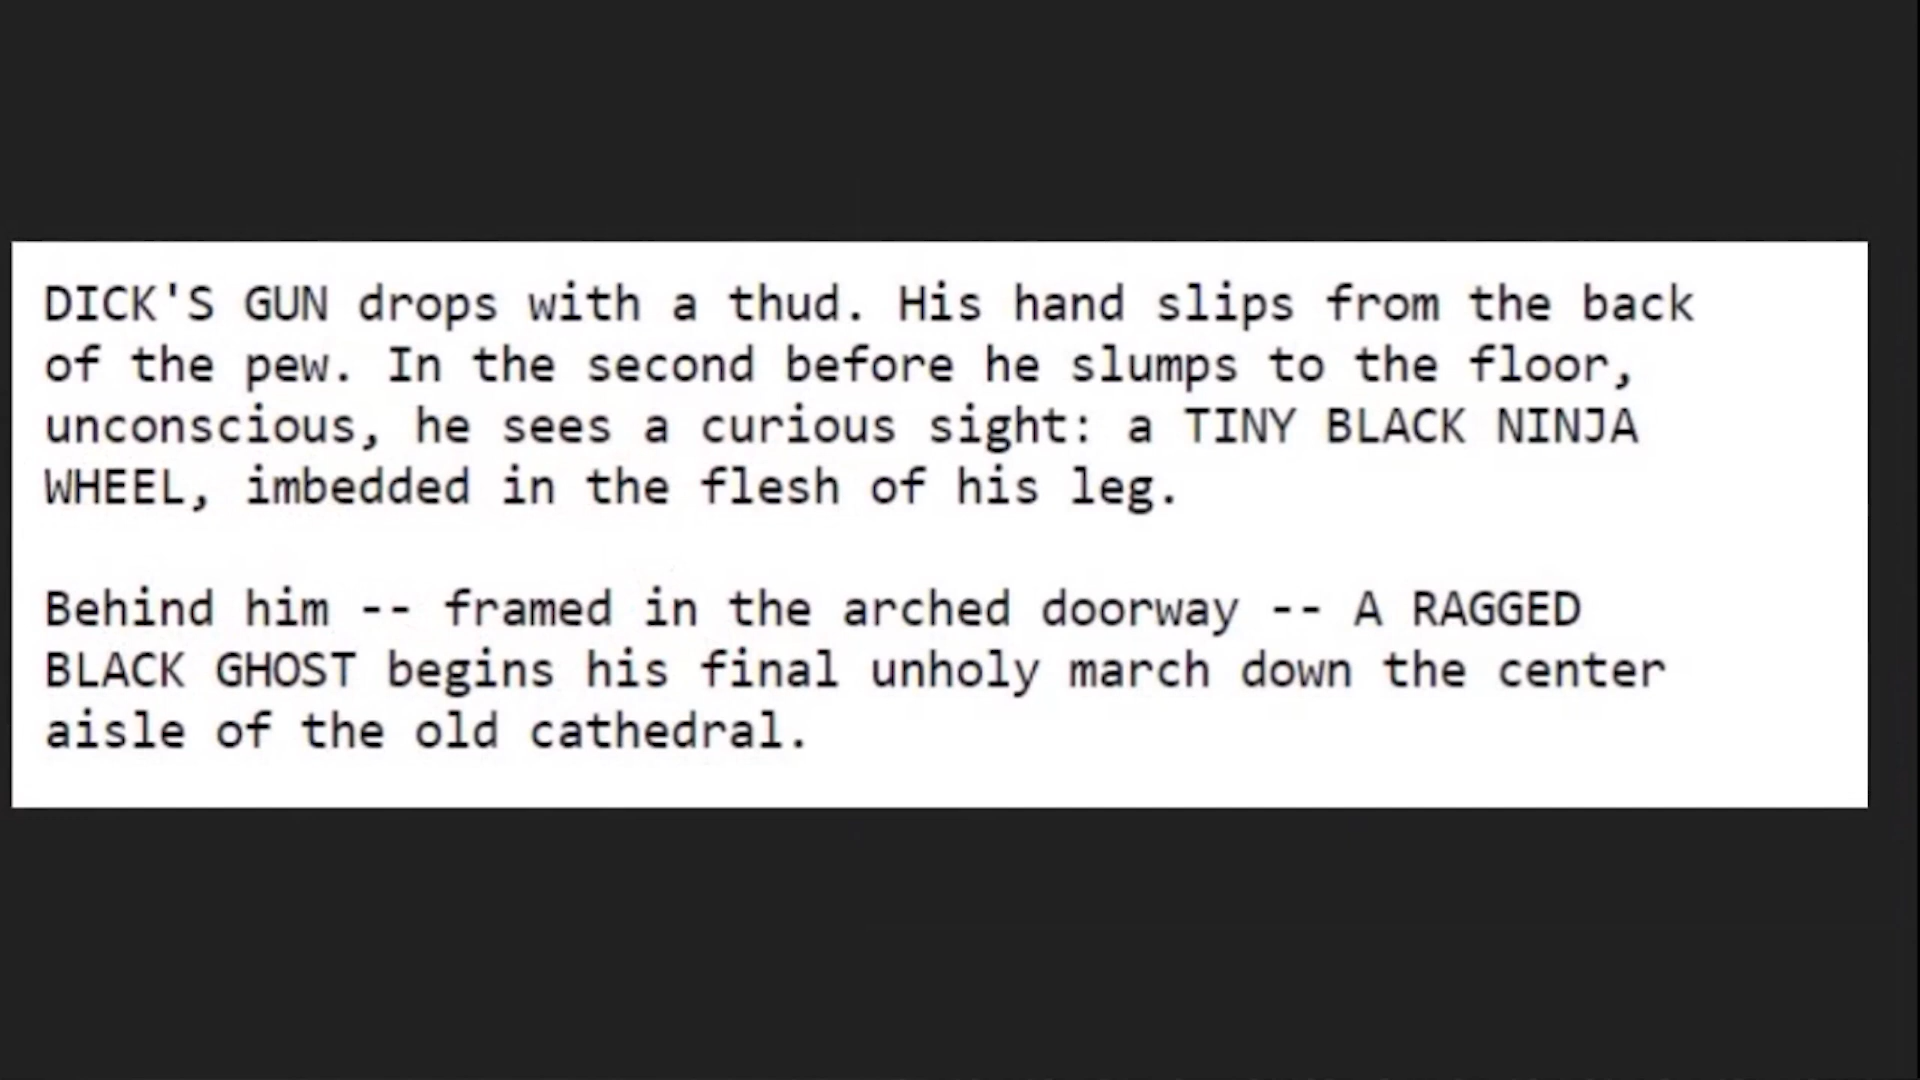 DICK'S GUN drops with a thud. His hand slips from the back
of the pew. In the second before he slumps to the floor,
unconscious, he sees a curious sight: a TINY BLACK NINJA
WHEEL, imbedded in the flesh of his leg.
Behind him -- framed in the arched doorway -- A RAGGED
BLACK GHOST begins his final unholy march down the center
aisle of the old cathedral.